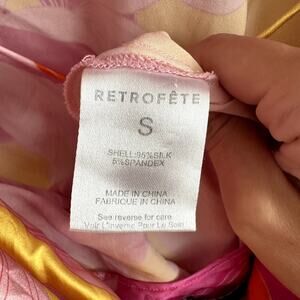 RETROFÊTE
S
SHELL:95%SILK
5%SPANDEX
MADE IN CHINA
FABRIQUE IN CHINA
See reverse for care
Voir L'inverse Pour Le Soin